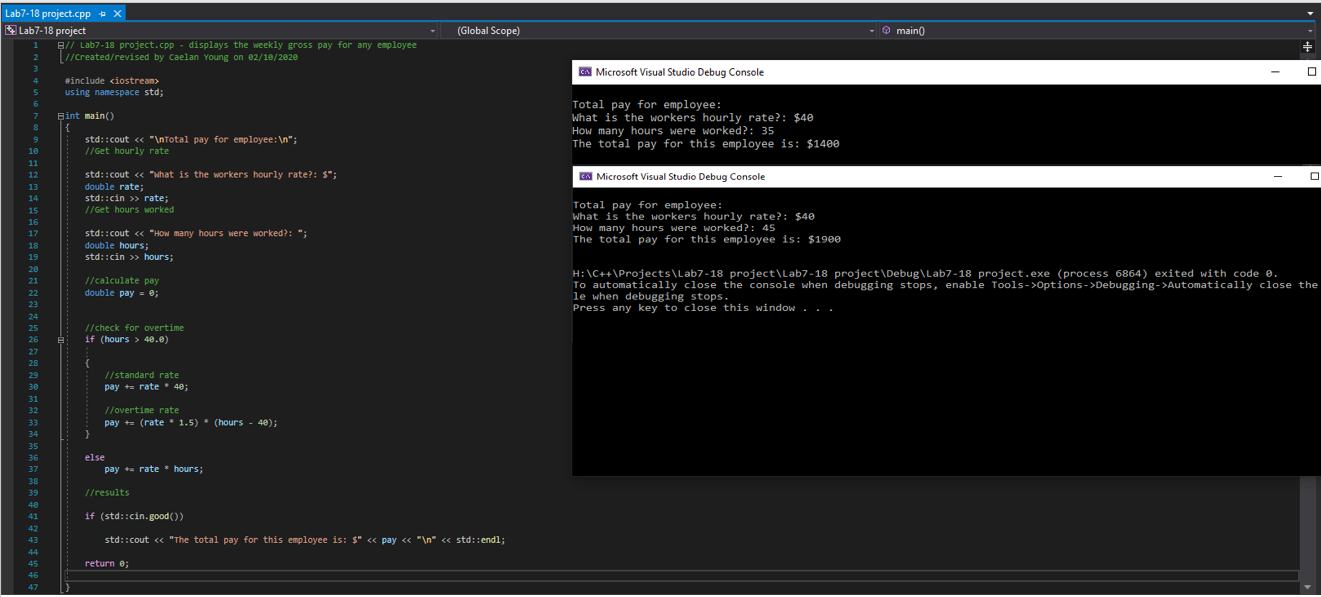 Lab7-18 project.cpp
Lab7-18 project (Global Scope) main()
1 // Lab7-18 project.cpp - displays the weekly gross pay for any employee
2 //Created/revised by Caelan Young on 02/10/2020
3
4 #include <iostream>
5 using namespace std;
6
7 int main()
8 {
9 std::cout << "\nTotal pay for employee:\n";
10 //Get hourly rate
11
12 std::cout << "What is the workers hourly rate?: $";
13 double rate;
14 std::cin >> rate;
15 //Get hours worked
16
17 std::cout << "How many hours were worked?: ";
18 double hours;
19 std::cin >> hours;
20
21 //calculate pay
22 double pay = 0;
23
24
25 //check for overtime
26 if (hours > 40.0)
27
28 {
29 //standard rate
30 pay += rate * 40;
31
32 //overtime rate
33 pay += (rate * 1.5) * (hours - 40);
34 }
35
36 else
37 pay += rate * hours;
38
39 //results
40
41 if (std::cin.good())
42
43 std::cout << "The total pay for this employee is: $" << pay << "\n" << std::endl;
44
45 return 0;
46
47 }
Microsoft Visual Studio Debug Console
Total pay for employee:
What is the workers hourly rate?: $40
How many hours were worked?: 35
The total pay for this employee is: $1400
Microsoft Visual Studio Debug Console
Total pay for employee:
What is the workers hourly rate?: $40
How many hours were worked?: 45
The total pay for this employee is: $1900
H:\C++\Projects\Lab7-18 project\Lab7-18 project\Debug\Lab7-18 project.exe (process 6864) exited with code 0.
To automatically close the console when debugging stops, enable Tools->Options->Debugging->Automatically close the
le when debugging stops.
Press any key to close this window . . .